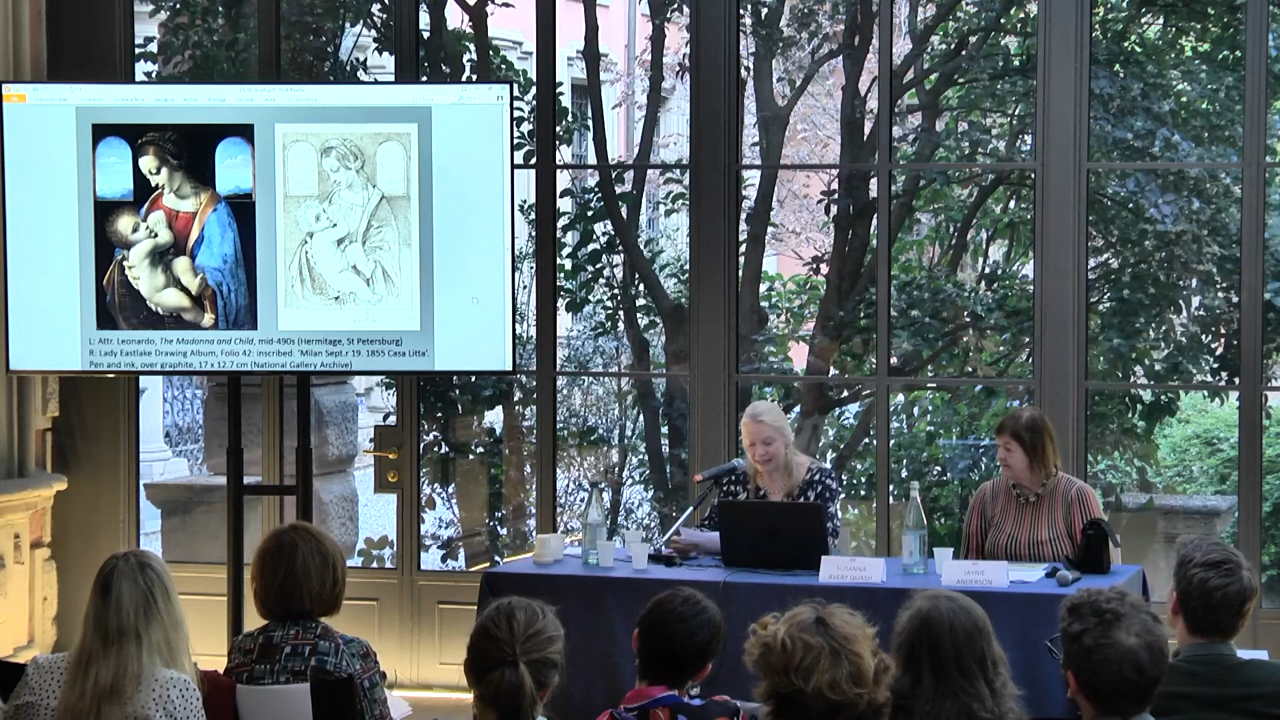 L: Attr. Leonardo, The Madonna and Child, mid-490s (Hermitage, St Petersburg)
R: Lady Eastlake Drawing Album, Folio 42: inscribed: 'Milan Sept.r 19. 1855 Casa Litta'.
Pen and ink, over graphite, 17 x 12.7 cm (National Gallery Archive)
SUSANNA
AVERY-QUASH
JAYNIE
ANDERSON